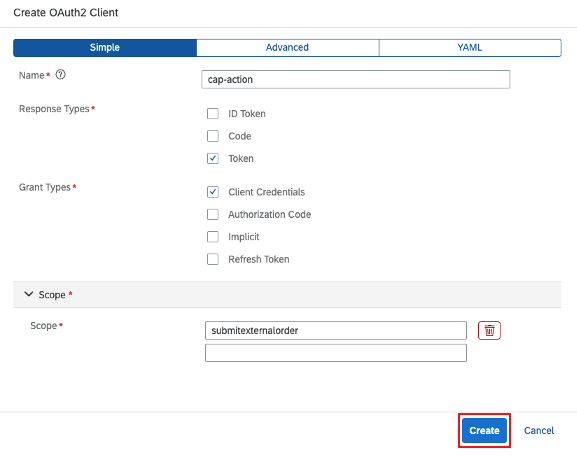 Create OAuth2 Client
Simple Advanced YAML
Name* ? cap-action
Response Types*
ID Token
Code
Token
Grant Types*
Client Credentials
Authorization Code
Implicit
Refresh Token
Scope *
Scope* submitexternalorder
Create Cancel